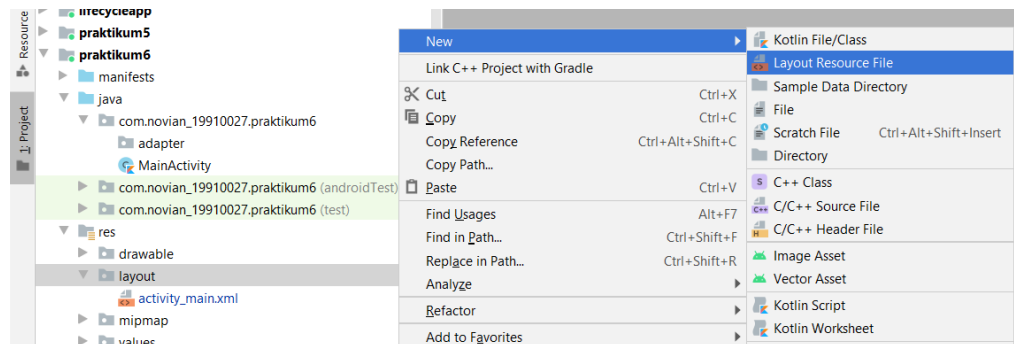 Resource
1: Project
lifecycleapp
praktikum5
praktikum6
manifests
java
com.novian_19910027.praktikum6
adapter
MainActivity
com.novian_19910027.praktikum6 (androidTest)
com.novian_19910027.praktikum6 (test)
res
drawable
layout
activity_main.xml
mipmap
values
New
Link C++ Project with Gradle
Cut Ctrl+X
Copy Ctrl+C
Copy Reference Ctrl+Alt+Shift+C
Copy Path...
Paste Ctrl+V
Find Usages Alt+F7
Find in Path... Ctrl+Shift+F
Replace in Path... Ctrl+Shift+R
Analyze
Refactor
Add to Favorites
Kotlin File/Class
Layout Resource File
Sample Data Directory
File
Scratch File Ctrl+Alt+Shift+Insert
Directory
S C++ Class
C++ C/C++ Source File
H C/C++ Header File
Image Asset
Vector Asset
Kotlin Script
Kotlin Worksheet